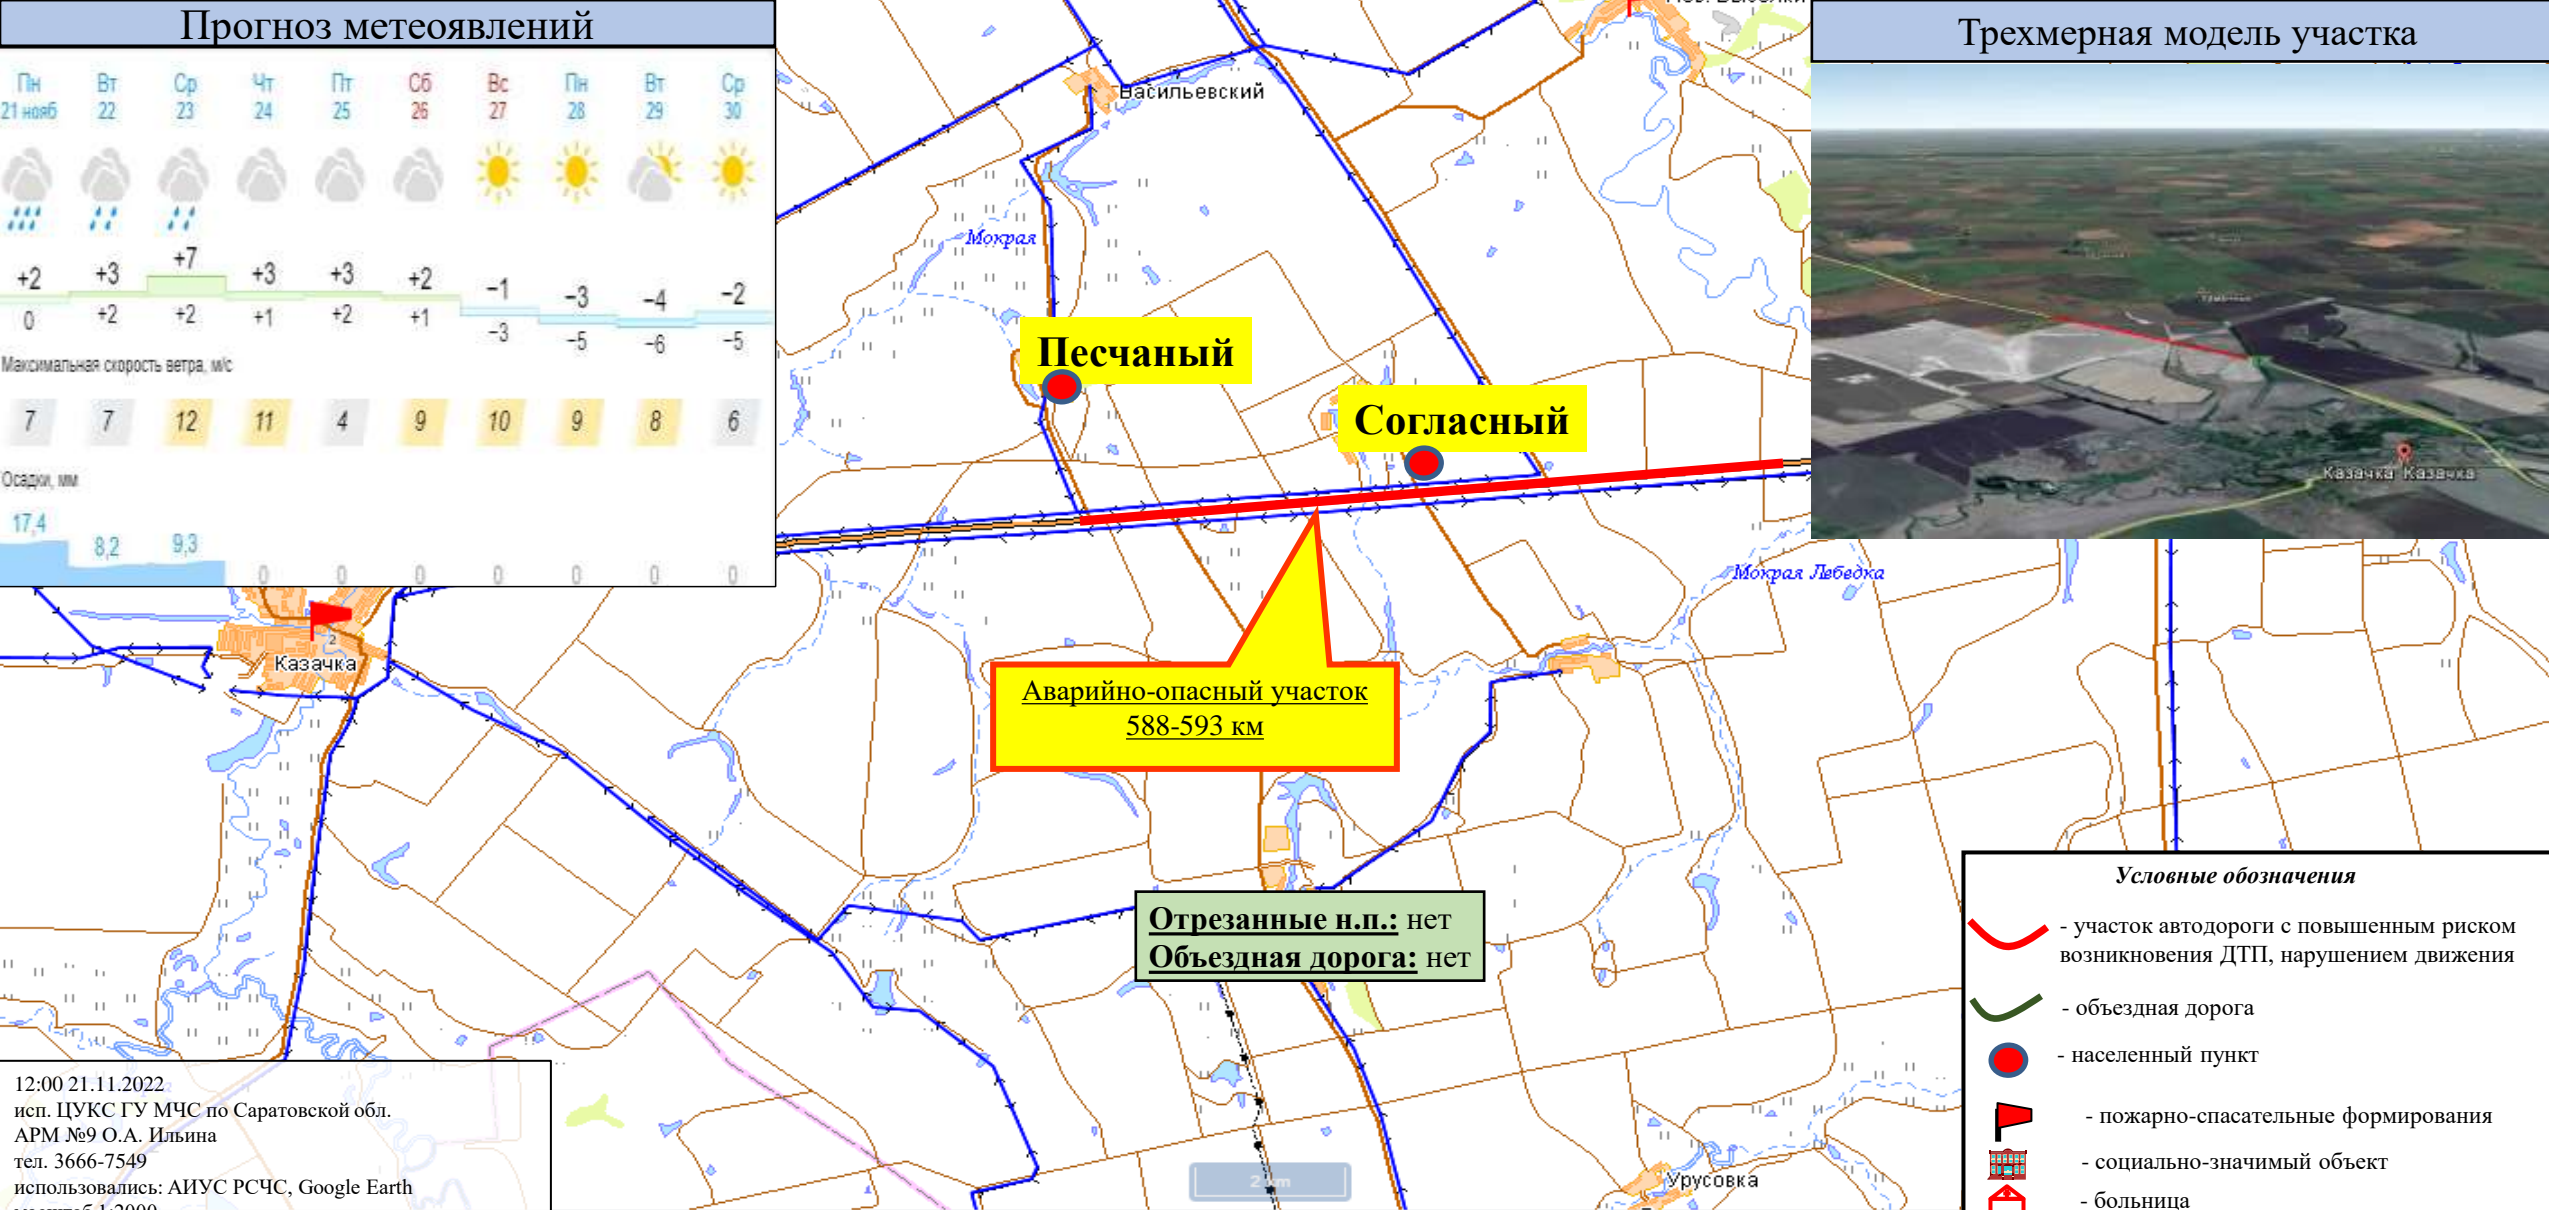 Прогноз метеоявлений
Пн Вт Ср Чт Пт Сб Вс Пн Вт Ср
21 нояб 22 23 24 25 26 27 28 29 30
+2 +3 +7 +3 +3 +2 −1 −3 −4 −2
0 +2 +2 +1 +2 +1 −3 −5 −6 −5
Максимальная скорость ветра, м/с
7 7 12 11 4 9 10 9 8 6
Осадки, мм
17,4 8,2 9,3 0 0 0 0 0 0 0
Трехмерная модель участка
Казачка Казачка
Васильевский
Мокрая
Песчаный
Согласный
Мокрая Лебедка
2
Казачка
Аварийно-опасный участок
588-593 км
Отрезанные н.п.: нет
Объездная дорога: нет
Урусовка
12:00 21.11.2022
исп. ЦУКС ГУ МЧС по Саратовской обл.
АРМ №9 О.А. Ильина
тел. 3666-7549
использовались: АИУС РСЧС, Google Earth
Условные обозначения
- участок автодороги с повышенным риском
возникновения ДТП, нарушением движения
- объездная дорога
- населенный пункт
- пожарно-спасательные формирования
- социально-значимый объект
- больница